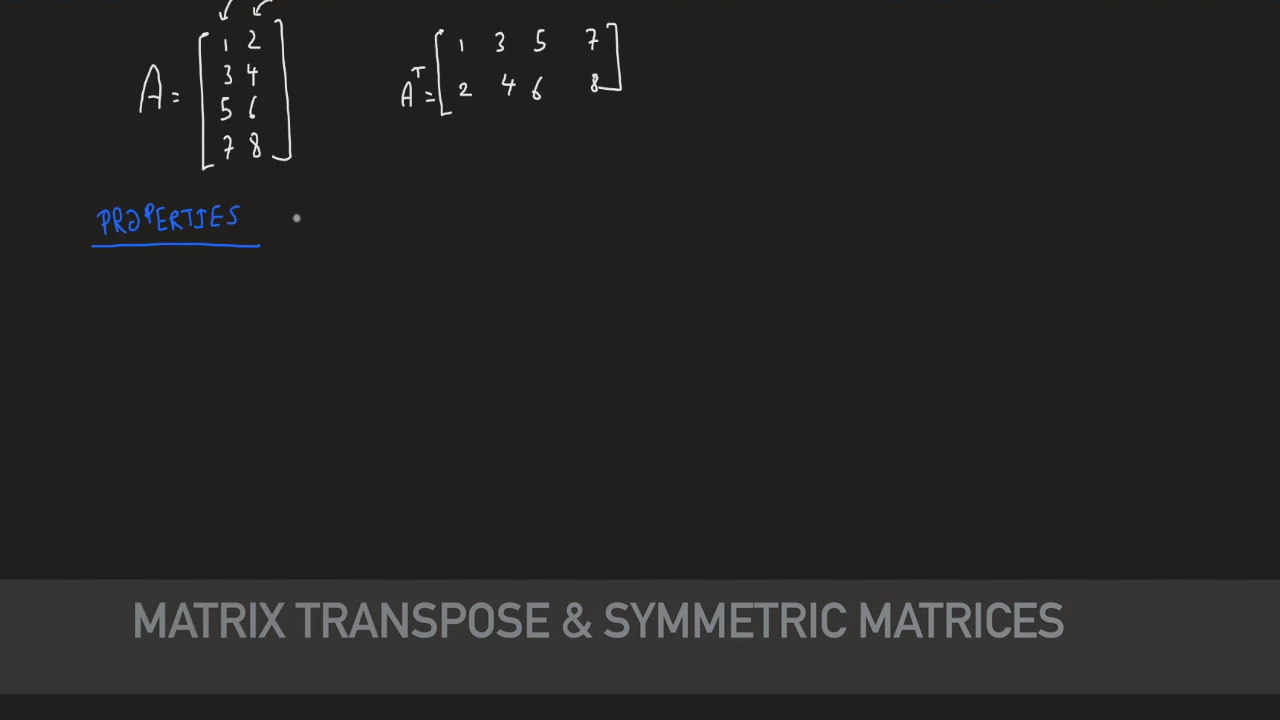 A = [ 1 2
3 4
5 6
7 8 ]
A^T = [ 1 3 5 7
2 4 6 8 ]
PROPERTIES
MATRIX TRANSPOSE & SYMMETRIC MATRICES